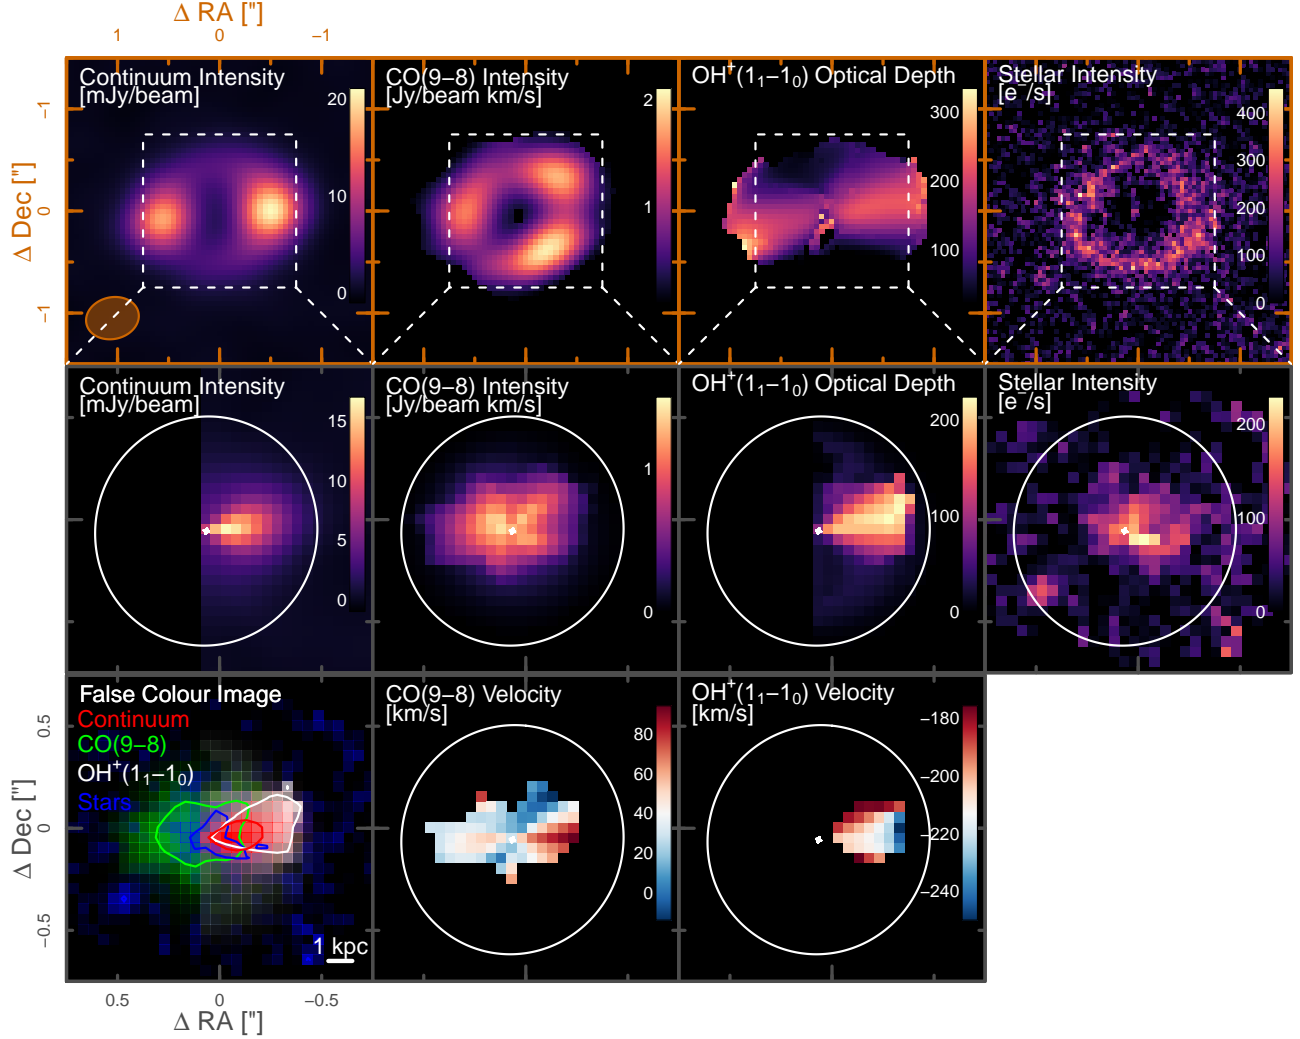 Δ RA ["]
1 0 −1
Continuum Intensity
[mJy/beam]
20
10
0
CO(9−8) Intensity
[Jy/beam km/s]
2
1
OH⁺(1₁−1₀) Optical Depth
300
200
100
Stellar Intensity
[e⁻/s]
400
300
200
100
0
Δ Dec ["]
−1
0
−1
Continuum Intensity
[mJy/beam]
15
10
5
0
CO(9−8) Intensity
[Jy/beam km/s]
1
0
OH⁺(1₁−1₀) Optical Depth
200
100
0
Stellar Intensity
[e⁻/s]
200
100
0
False Colour Image
Continuum
CO(9−8)
OH⁺(1₁−1₀)
Stars
1 kpc
CO(9−8) Velocity
[km/s]
80
60
40
20
0
OH⁺(1₁−1₀) Velocity
[km/s]
−180
−200
−220
−240
Δ Dec ["]
0.5
0
−0.5
0.5 0 −0.5
Δ RA ["]